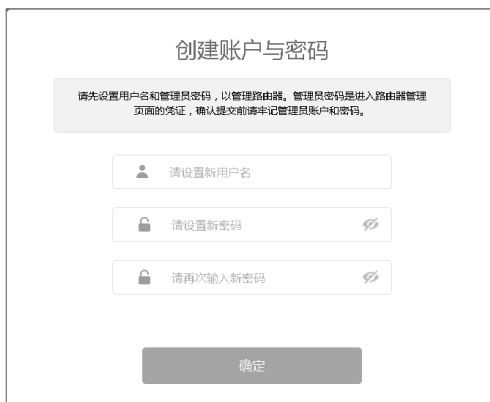 创建账户与密码
请先设置用户名和管理员密码，以管理路由器。管理员密码是进入路由器管理
页面的凭证，确认提交前请牢记管理员账户和密码。
请设置新用户名
请设置新密码
请再次输入新密码
确定